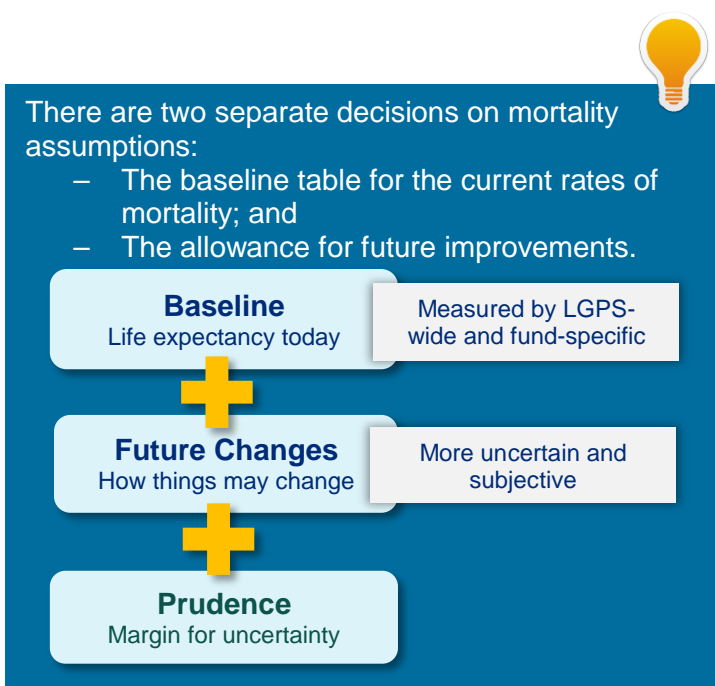 There are two separate decisions on mortality
assumptions:
– The baseline table for the current rates of
mortality; and
– The allowance for future improvements.
Baseline
Life expectancy today
Measured by LGPS-
wide and fund-specific
Future Changes
How things may change
More uncertain and
subjective
Prudence
Margin for uncertainty